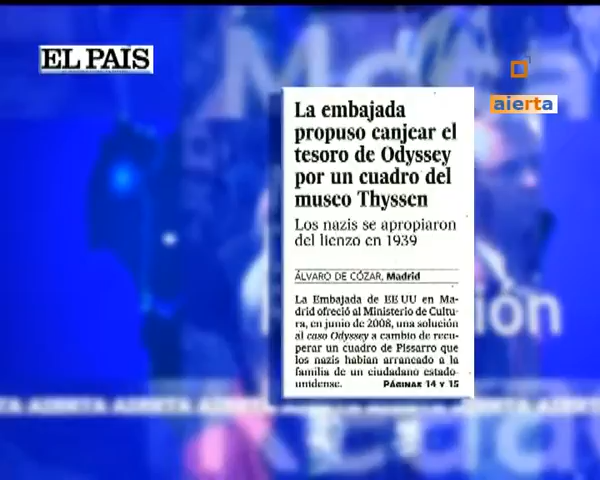 EL PAIS
aierta
La embajada
propuso canjear el
tesoro de Odyssey
por un cuadro del
museo Thyssen
Los nazis se apropiaron
del lienzo en 1939
ÁLVARO DE CÓZAR, Madrid
La Embajada de EE UU en Ma-
drid ofreció al Ministerio de Cultu-
ra, en junio de 2008, una solución
al caso Odyssey a cambio de recu-
perar un cuadro de Pissarro que
los nazis habían arrancado a la
familia de un ciudadano estado-
unidense. PÁGINAS 14 Y 15